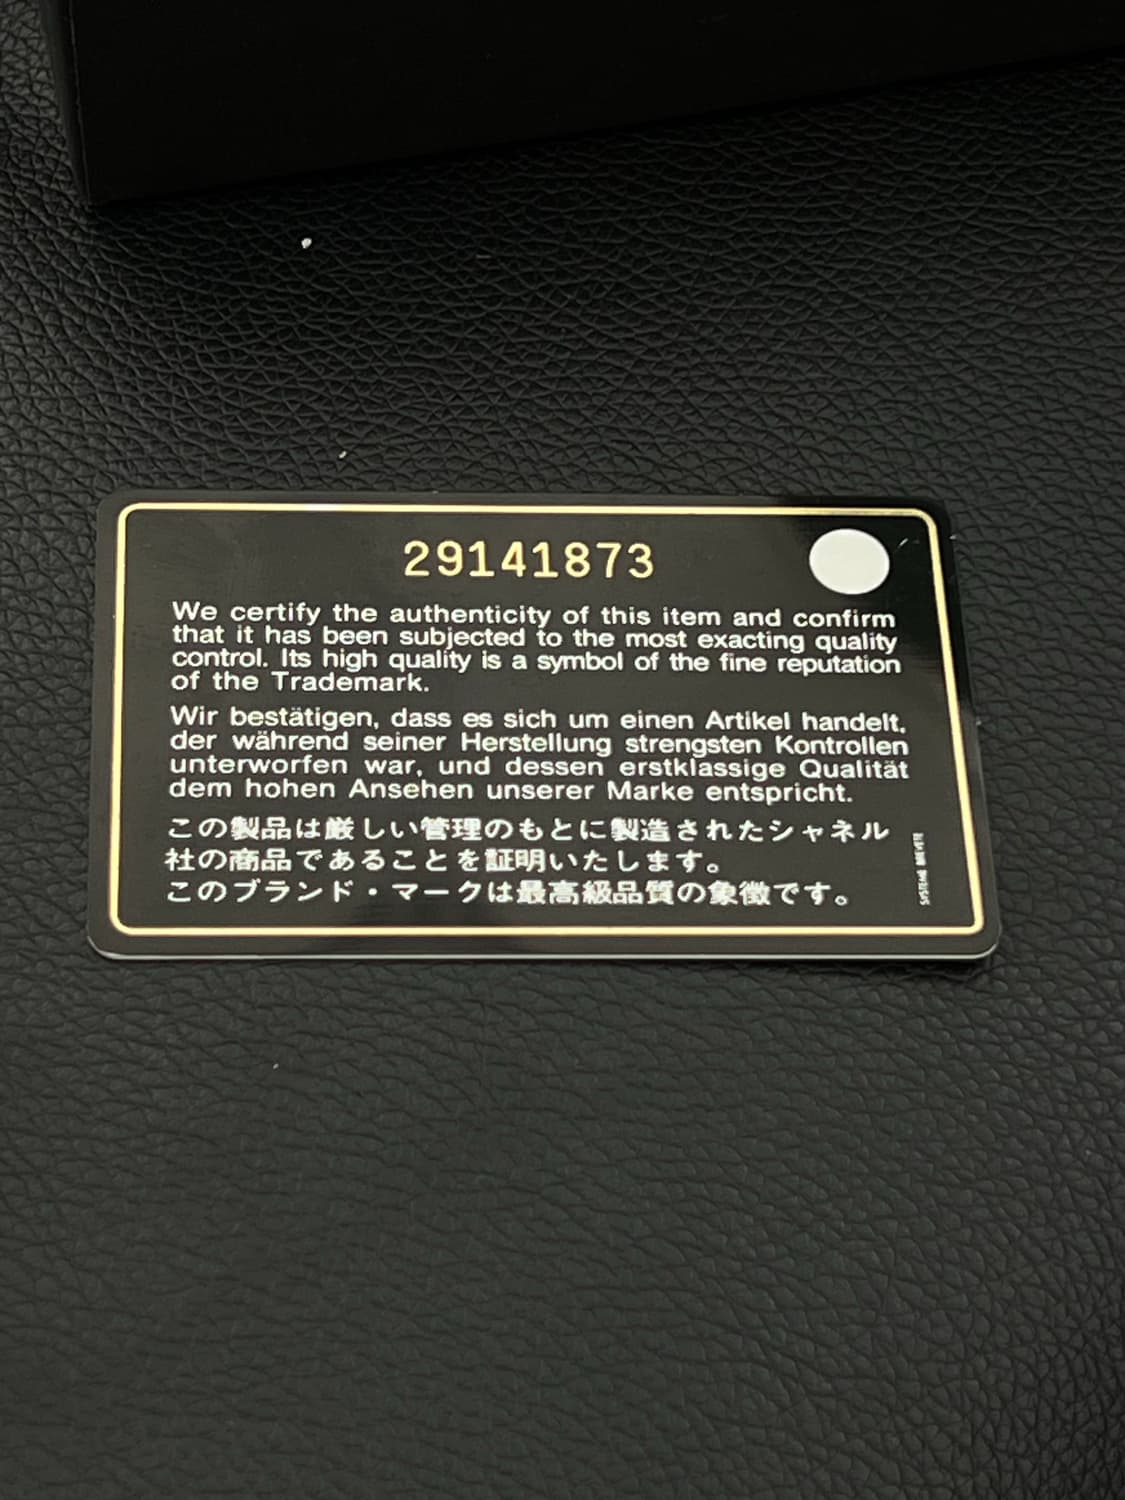 29141873
We certify the authenticity of this item and confirm
that it has been subjected to the most exacting quality
control. Its high quality is a symbol of the fine reputation
of the Trademark.
Wir bestätigen, dass es sich um einen Artikel handelt,
der während seiner Herstellung strengsten Kontrollen
unterworfen war, und dessen erstklassige Qualität
dem hohen Ansehen unserer Marke entspricht.
この製品は厳しい管理のもとに製造されたシャネル
社の商品であることを証明いたします。
このブランド・マークは最高級品質の象徴です。
SYSTEME BREVETE